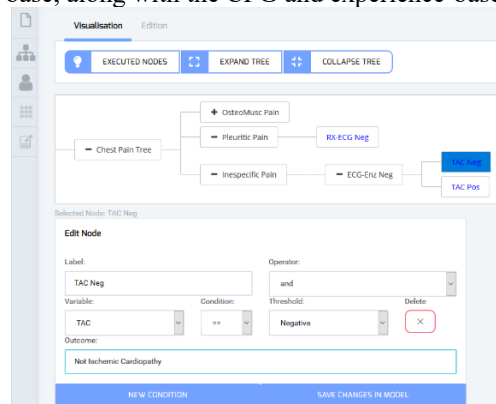 base, along with the CPG and experience-base
Visualisation Edition
EXECUTED NODES EXPAND TREE COLLAPSE TREE
OsteoMusc Pain
Pleuritic Pain RX-ECG Neg
Chest Pain Tree
Inespecific Pain ECG-Enz Neg TAC Neg
TAC Pos
Selected Node: TAC Neg
Edit Node
Label: Operator:
TAC Neg and
Variable: Condition: Threshold: Delete
TAC == Negative
Outcome:
Not Ischemic Cardiopathy
NEW CONDITION SAVE CHANGES IN MODEL